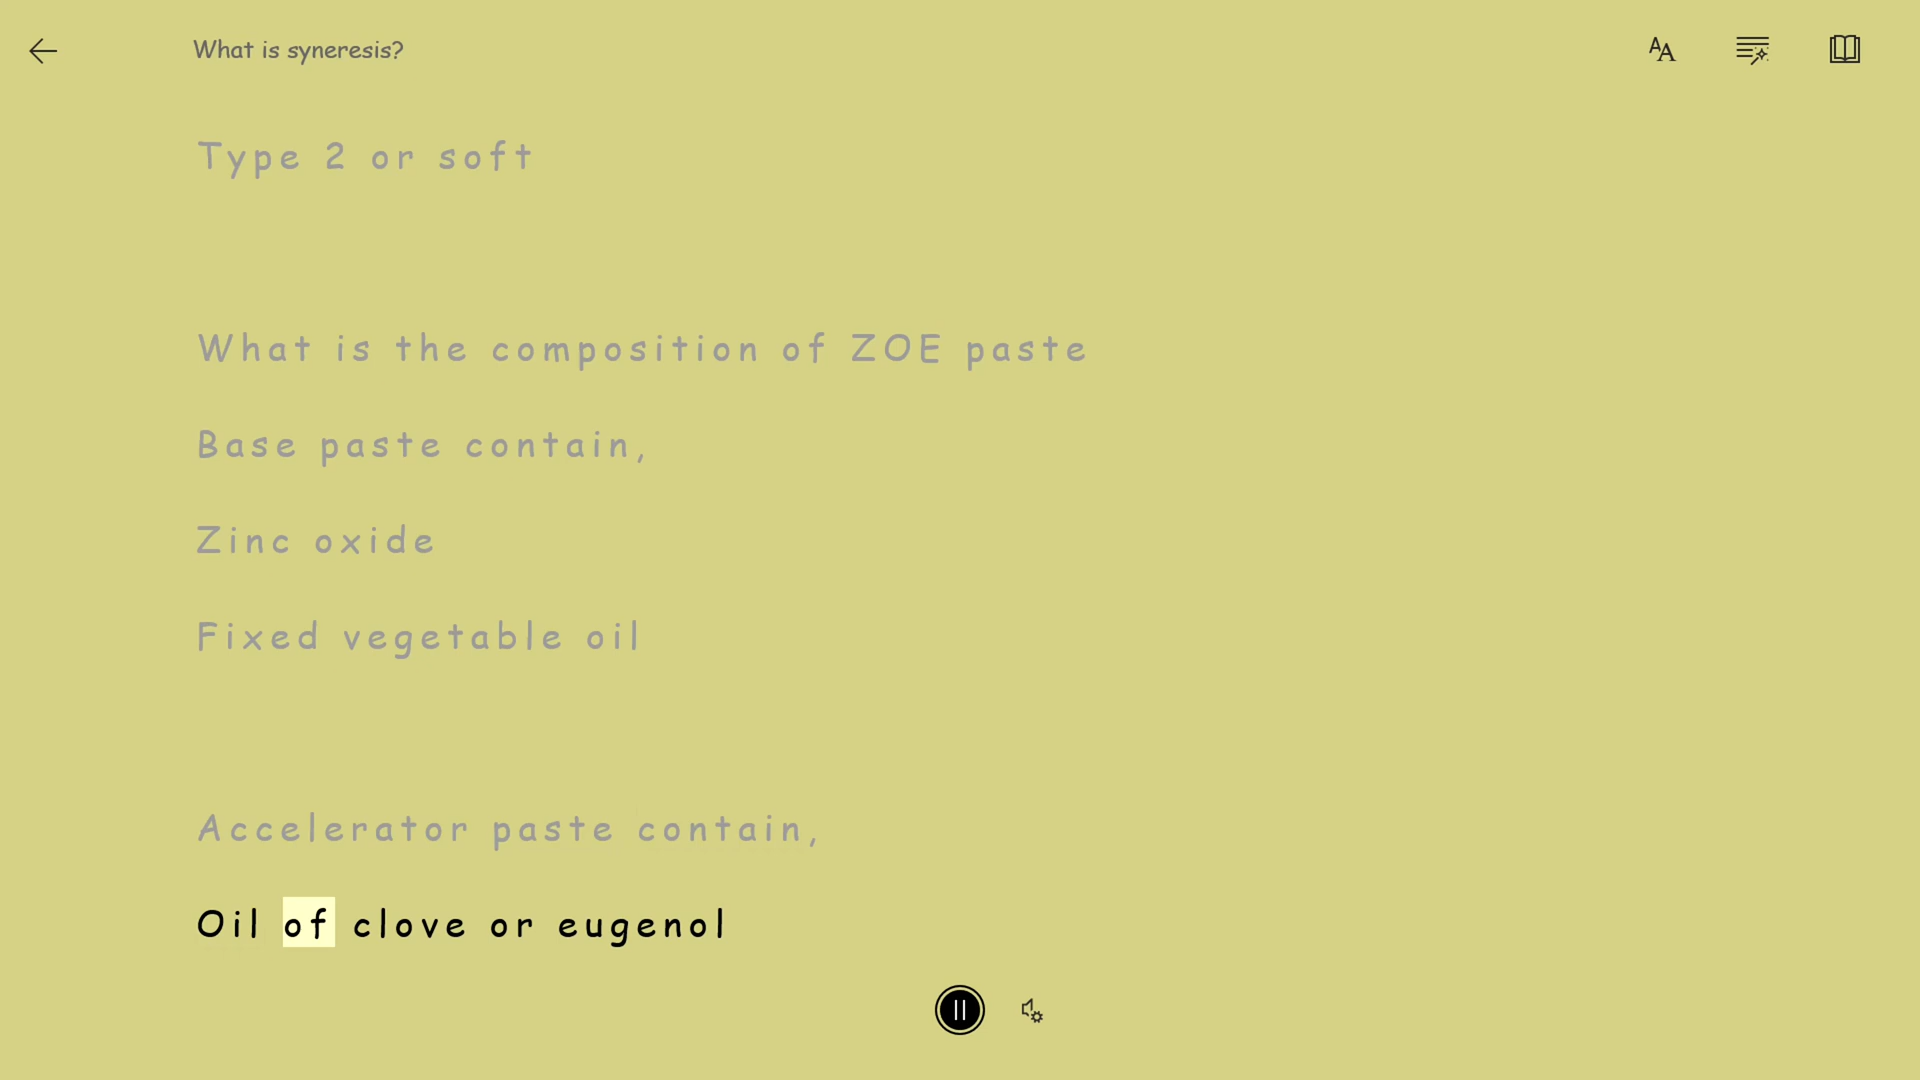 What is syneresis?
Type 2 or soft
What is the composition of ZOE paste
Base paste contain,
Zinc oxide
Fixed vegetable oil
Accelerator paste contain,
Oil of clove or eugenol